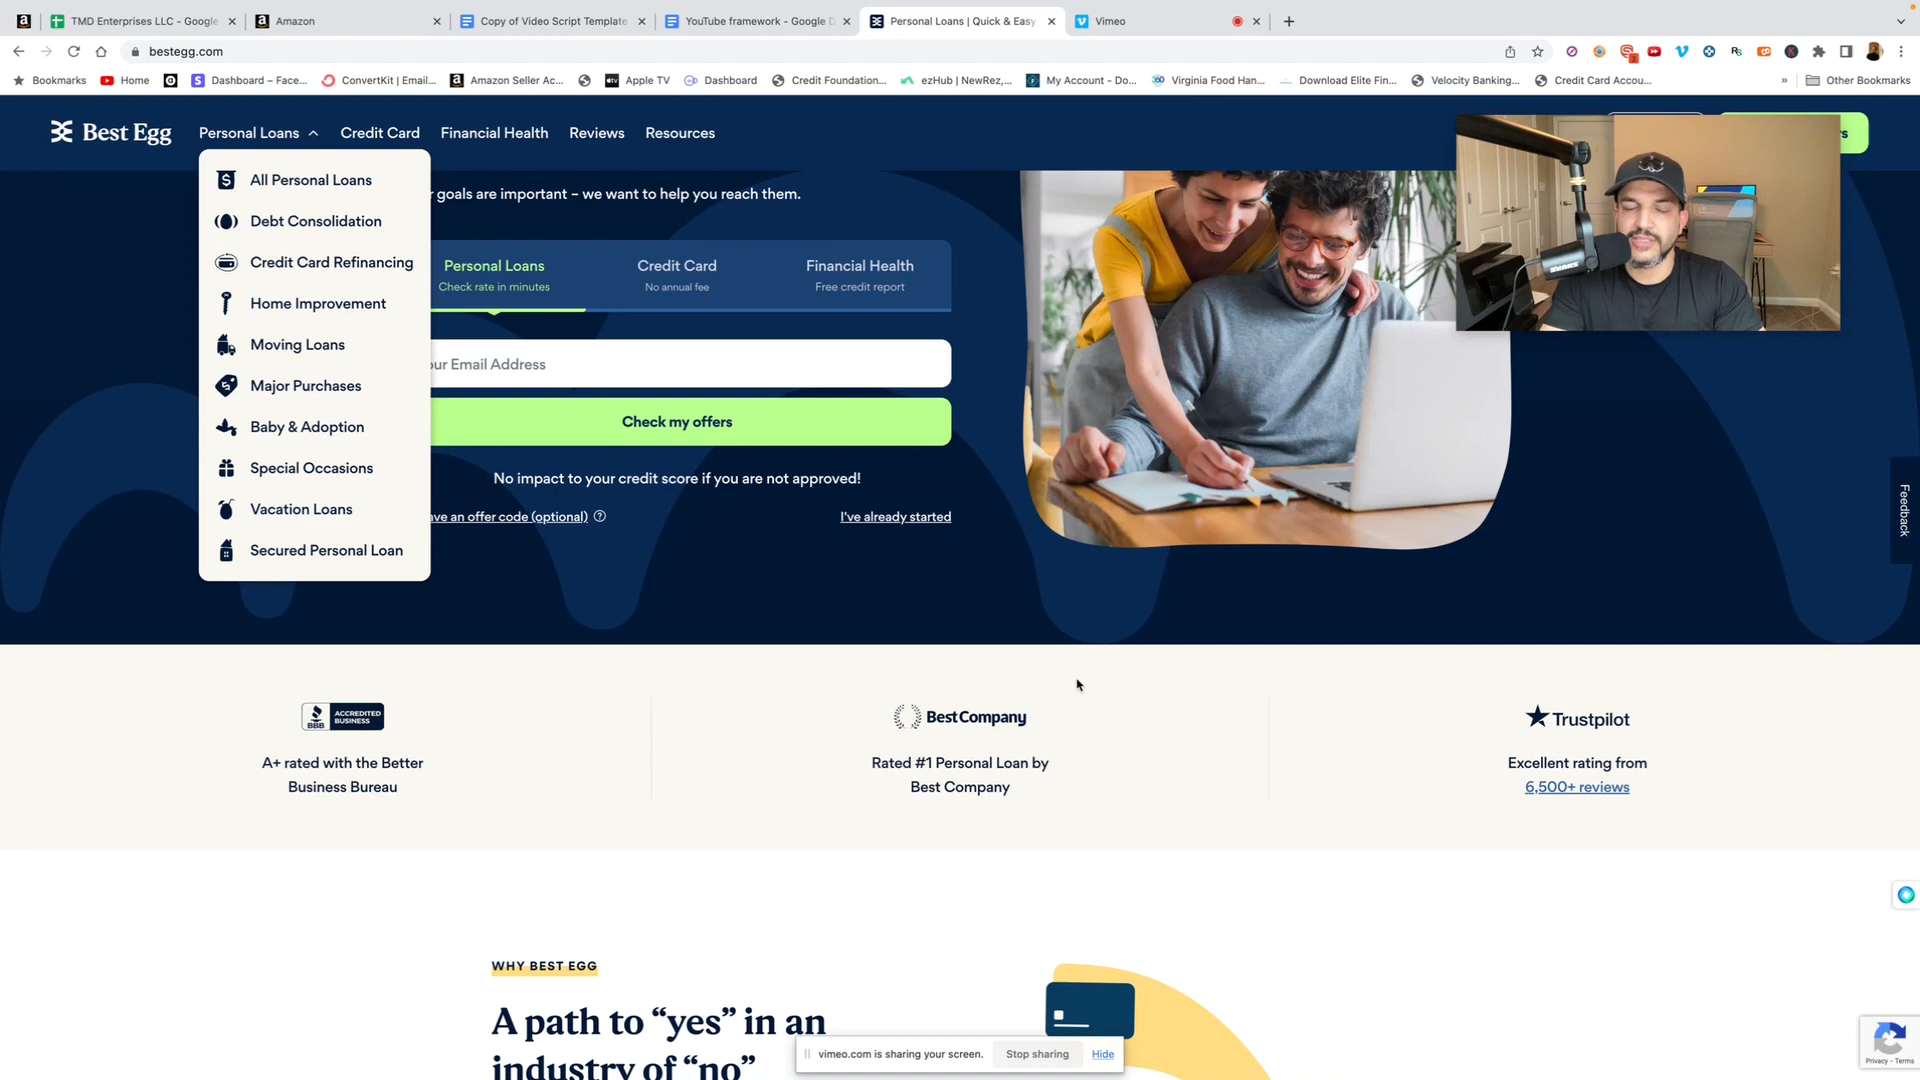 TMD Enterprises LLC - Google
Amazon
Copy of Video Script Template
YouTube framework - Google D
Personal Loans | Quick & Easy
Vimeo
bestegg.com
Bookmarks
Home
Dashboard – Face...
ConvertKit | Email...
Amazon Seller Ac...
Apple TV
Dashboard
Credit Foundation...
ezHub | NewRez,...
My Account - Do...
Virginia Food Han...
Download Elite Fin...
Velocity Banking...
Credit Card Accou...
»
Other Bookmarks
Best Egg
Personal Loans
Credit Card
Financial Health
Reviews
Resources
s
All Personal Loans
Debt Consolidation
Credit Card Refinancing
Home Improvement
Moving Loans
Major Purchases
Baby & Adoption
Special Occasions
Vacation Loans
Secured Personal Loan
r goals are important – we want to help you reach them.
Personal Loans
Check rate in minutes
Credit Card
No annual fee
Financial Health
Free credit report
our Email Address
Check my offers
No impact to your credit score if you are not approved!
ave an offer code (optional)
I've already started
Feedback
BBB ACCREDITED
BUSINESS
A+ rated with the Better
Business Bureau
BestCompany
Rated #1 Personal Loan by
Best Company
Trustpilot
Excellent rating from
6,500+ reviews
WHY BEST EGG
A path to “yes” in an
industry of “no”
vimeo.com is sharing your screen.
Stop sharing
Hide
Privacy - Terms